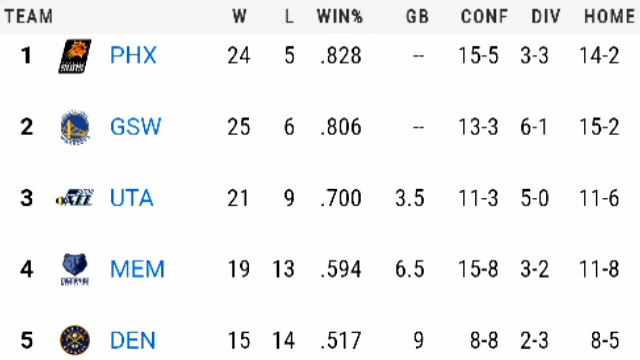 TEAM W L WIN% GB CONF DIV HOME
1 PHX 24 5 .828 -- 15-5 3-3 14-2
2 GSW 25 6 .806 -- 13-3 6-1 15-2
3 UTA 21 9 .700 3.5 11-3 5-0 11-6
4 MEM 19 13 .594 6.5 15-8 3-2 11-8
5 DEN 15 14 .517 9 8-8 2-3 8-5